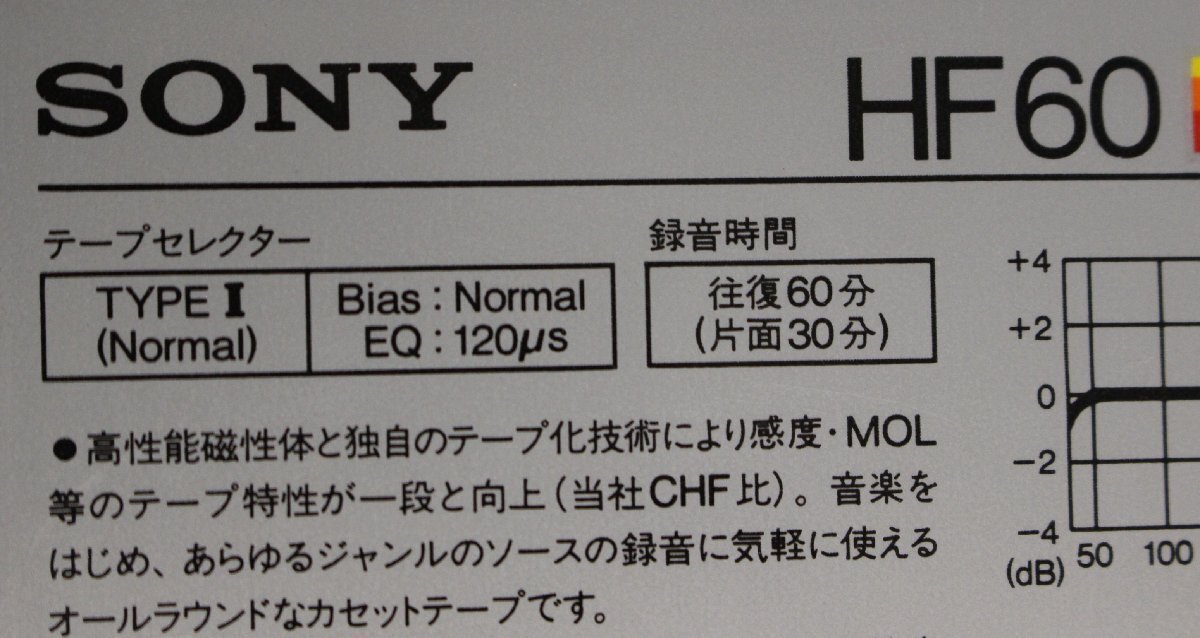 SONY
HF60
テープセレクター
TYPE I
(Normal)
Bias : Normal
EQ : 120μs
録音時間
往復60分
(片面30分)
●高性能磁性体と独自のテープ化技術により感度・MOL
等のテープ特性が一段と向上(当社CHF比)。音楽を
はじめ、あらゆるジャンルのソースの録音に気軽に使える
オールラウンドなカセットテープです。
+4
+2
0
−2
−4
(dB)
50 100